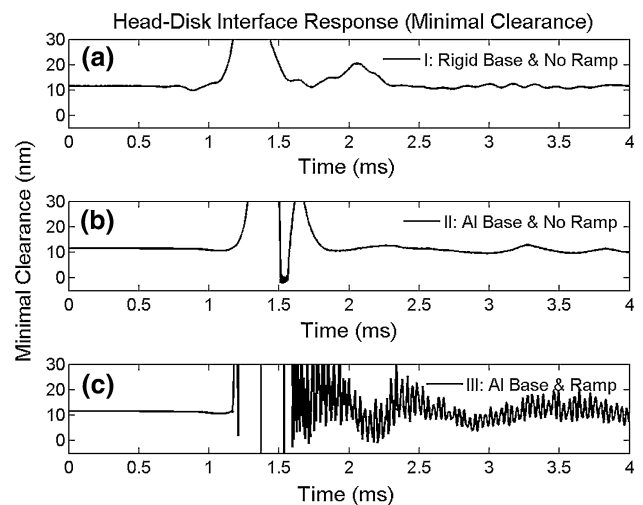 Head-Disk Interface Response (Minimal Clearance)
Minimal Clearance (nm)
(a)
I: Rigid Base & No Ramp
30
20
10
0
0 0.5 1 1.5 2 2.5 3 3.5 4
Time (ms)
(b)
II: Al Base & No Ramp
30
20
10
0
0 0.5 1 1.5 2 2.5 3 3.5 4
Time (ms)
(c)
III: Al Base & Ramp
30
20
10
0
0 0.5 1 1.5 2 2.5 3 3.5 4
Time (ms)